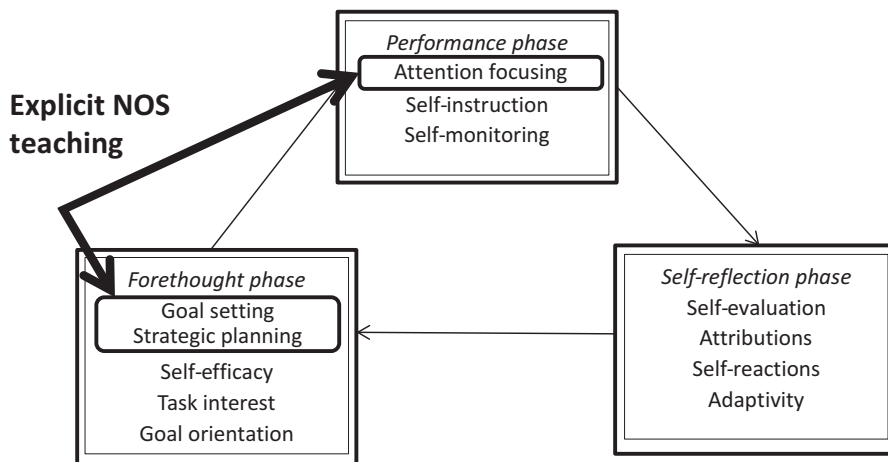 Performance phase
Attention focusing
Self-instruction
Self-monitoring
Explicit NOS
teaching
Forethought phase
Goal setting
Strategic planning
Self-efficacy
Task interest
Goal orientation
Self-reflection phase
Self-evaluation
Attributions
Self-reactions
Adaptivity